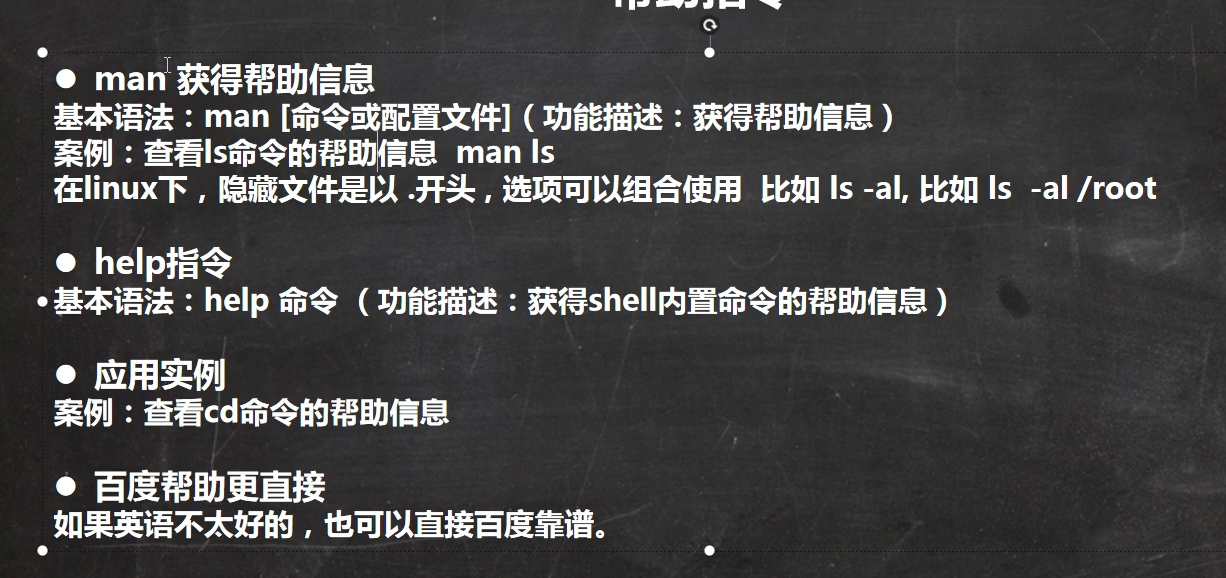 帮助指令
● man 获得帮助信息
基本语法：man [命令或配置文件]（功能描述：获得帮助信息）
案例：查看ls命令的帮助信息  man ls
在linux下，隐藏文件是以 .开头，选项可以组合使用  比如 ls -al, 比如 ls  -al /root
● help指令
基本语法：help 命令 （功能描述：获得shell内置命令的帮助信息）
● 应用实例
案例：查看cd命令的帮助信息
● 百度帮助更直接
如果英语不太好的，也可以直接百度靠谱。